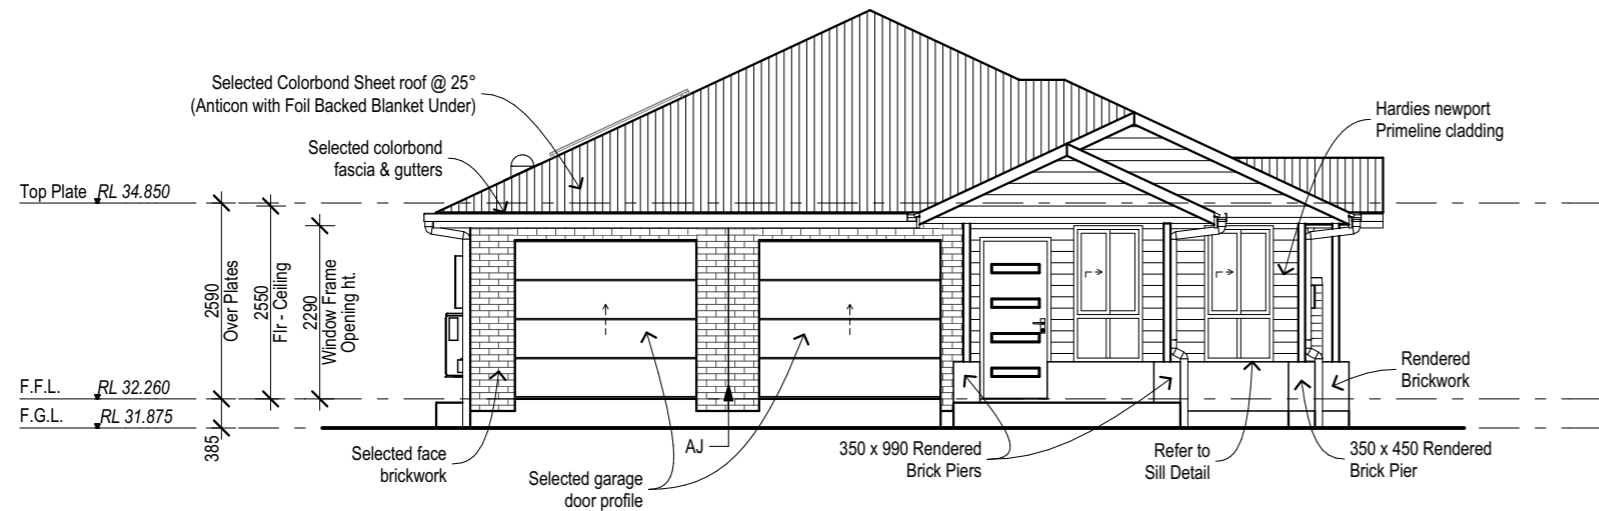 Selected Colorbond Sheet roof @ 25°
(Anticon with Foil Backed Blanket Under)
Selected colorbond
fascia & gutters
Hardies newport
Primeline cladding
Top Plate RL 34.850
2590
Over Plates
2550
Flr - Ceiling
2290
Window Frame
Opening ht.
F.F.L. RL 32.260
F.G.L. RL 31.875
385
Selected face
brickwork
Selected garage
door profile
AJ
350 x 990 Rendered
Brick Piers
Refer to
Sill Detail
350 x 450 Rendered
Brick Pier
Rendered
Brickwork